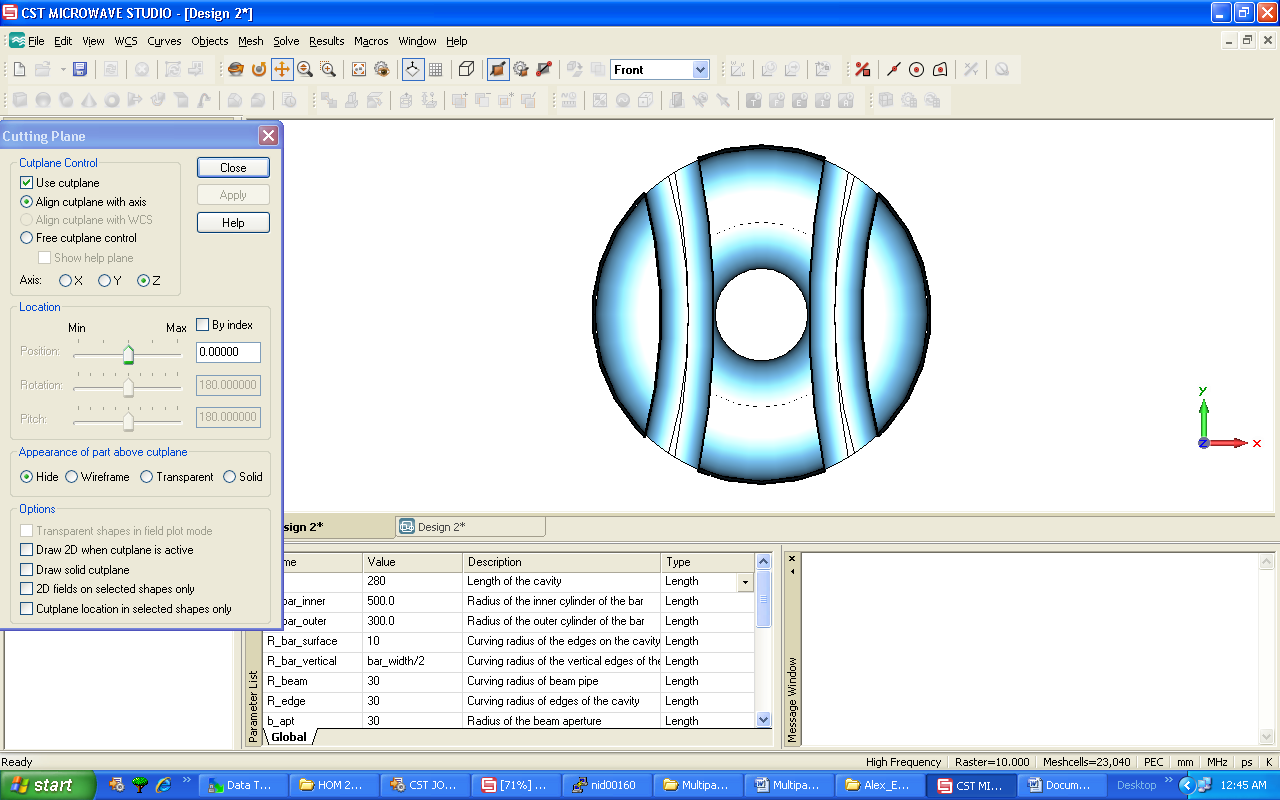 CST MICROWAVE STUDIO - [Design 2*]
File Edit View WCS Curves Objects Mesh Solve Results Macros Window Help
Front
Cutting Plane
Cutplane Control
Use cutplane
Align cutplane with axis
Align cutplane with WCS
Free cutplane control
Show help plane
Axis: X Y Z
Close
Apply
Help
Location
Min Max By index
Position: 0.00000
Rotation: 180.000000
Pitch: 180.000000
Appearance of part above cutplane
Hide Wireframe Transparent Solid
Options
Transparent shapes in field plot mode
Draw 2D when cutplane is active
Draw solid cutplane
2D fields on selected shapes only
Cutplane location in selected shapes only
y
z x
sign 2* Design 2*
me Value Description Type
280 Length of the cavity Length
bar_inner 500.0 Radius of the inner cylinder of the bar Length
bar_outer 300.0 Radius of the outer cylinder of the bar Length
R_bar_surface 10 Curving radius of the edges on the cavity Length
R_bar_vertical bar_width/2 Curving radius of the vertical edges of the Length
R_beam 30 Curving radius of beam pipe Length
R_edge 30 Curving radius of edges of the cavity Length
b_apt 30 Radius of the beam aperture Length
Global
Parameter List
Message Window
Ready High Frequency Raster=10.000 Meshcells=23,040 PEC mm MHz ps K
start Data T... HOM 2... CST JO... [71%] ... nid00160 Multipa... Multipa... Alex_E... CST MI... Docum... Desktop 12:45 AM